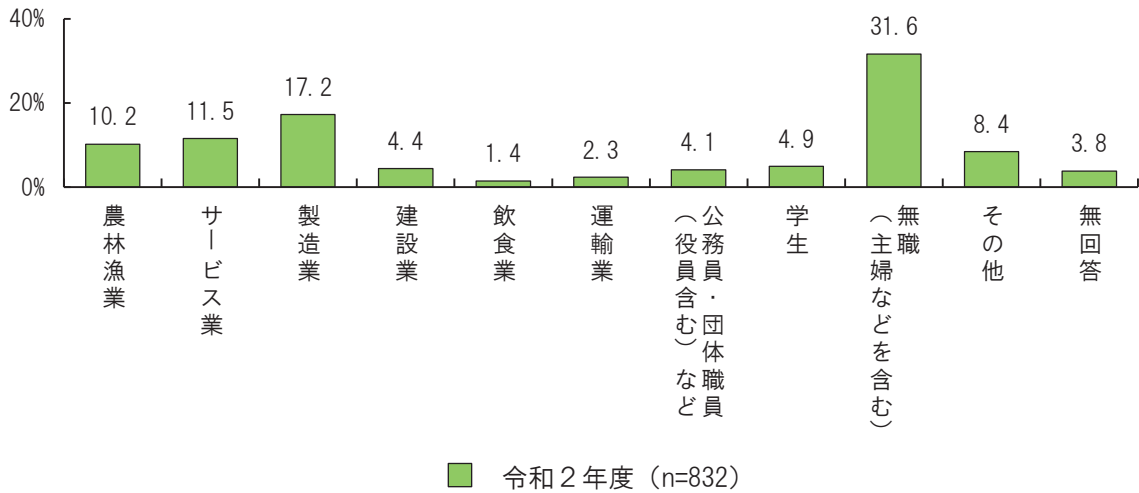 40%
20%
0%
10.2
11.5
17.2
4.4
1.4
2.3
4.1
4.9
31.6
8.4
3.8
農林漁業
サービス業
製造業
建設業
飲食業
運輸業
公務員・団体職員
（役員含む）など
学生
無職
（主婦などを含む）
その他
無回答
令和２年度（n=832）